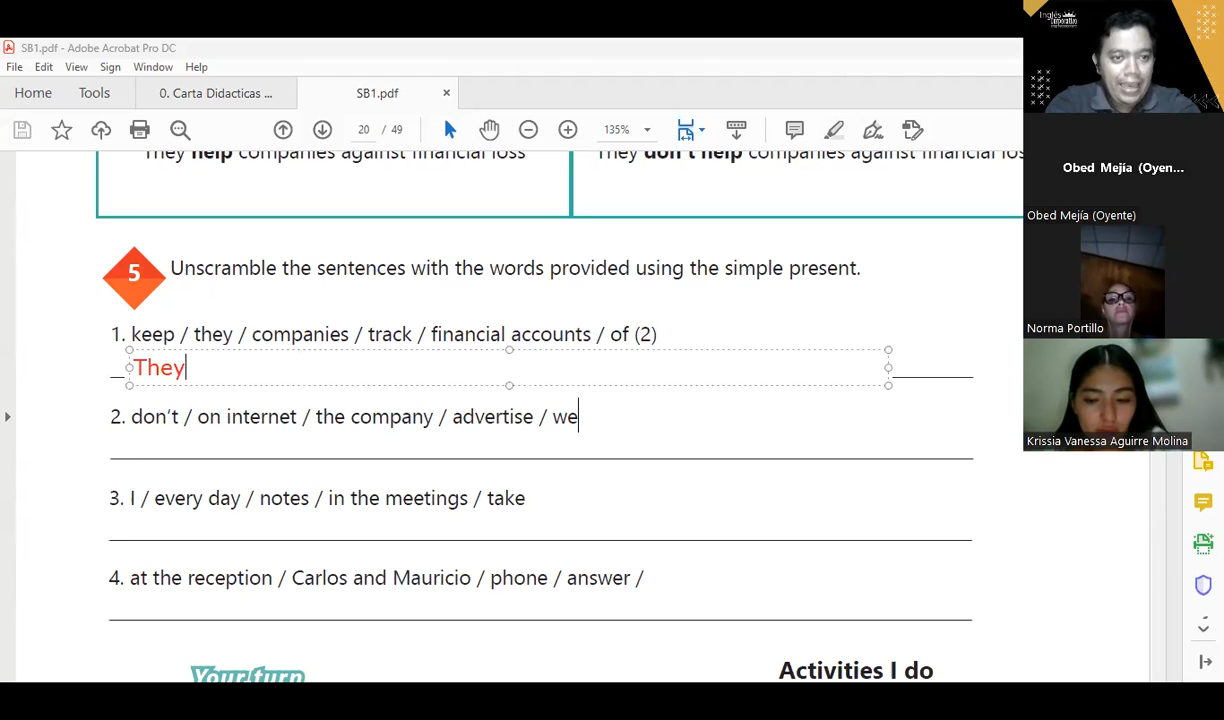 SB1.pdf - Adobe Acrobat Pro DC
File Edit View Sign Window Help
Home Tools 0. Carta Didacticas ... SB1.pdf ×
20 / 49 135%
They help companies against financial loss
They don't help companies against financial los
5 Unscramble the sentences with the words provided using the simple present.
1. keep / they / companies / track / financial accounts / of (2)
They
2. don't / on internet / the company / advertise / we
3. I / every day / notes / in the meetings / take
4. at the reception / Carlos and Mauricio / phone / answer /
Your turn
Activities I do
Inglés
Corporativo
Obed Mejía (Oyen...
Obed Mejía (Oyente)
Norma Portillo
Krissia Vanessa Aguirre Molina